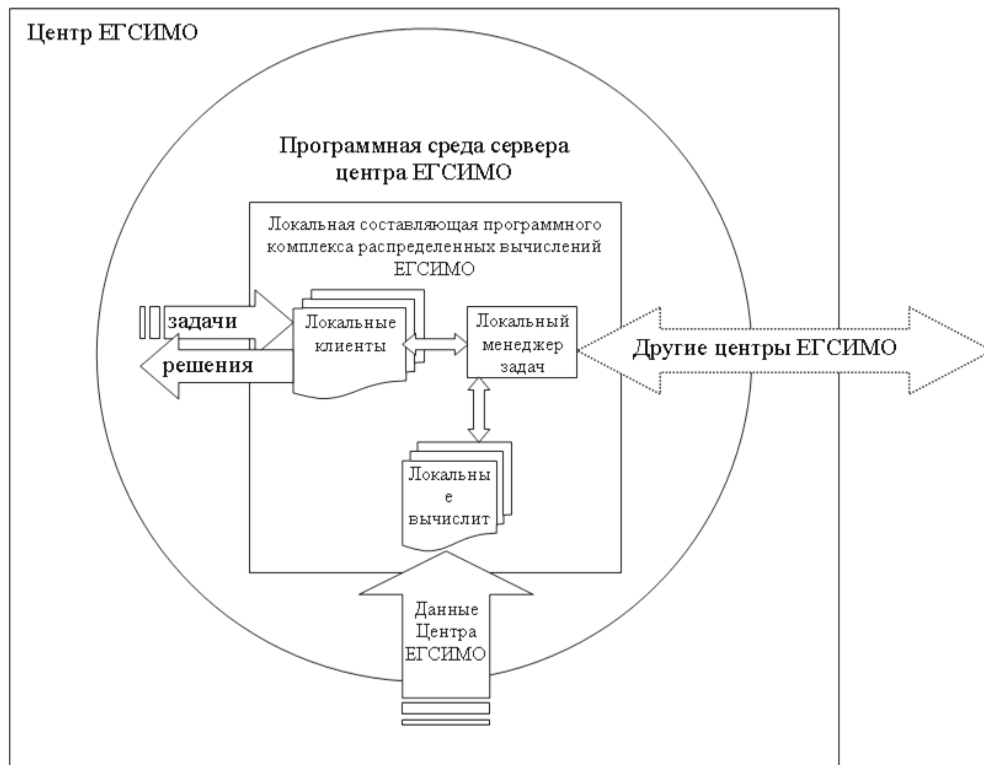 Центр ЕГСИМО
Программная среда сервера
центра ЕГСИМО
Локальная составляющая программного
комплекса распределенных вычислений
ЕГСИМО
задачи
решения
Локальные
клиенты
Локальный
менеджер
задач
Другие центры ЕГСИМО
Локальны
е
вычислит
Данные
Центра
ЕГСИМО